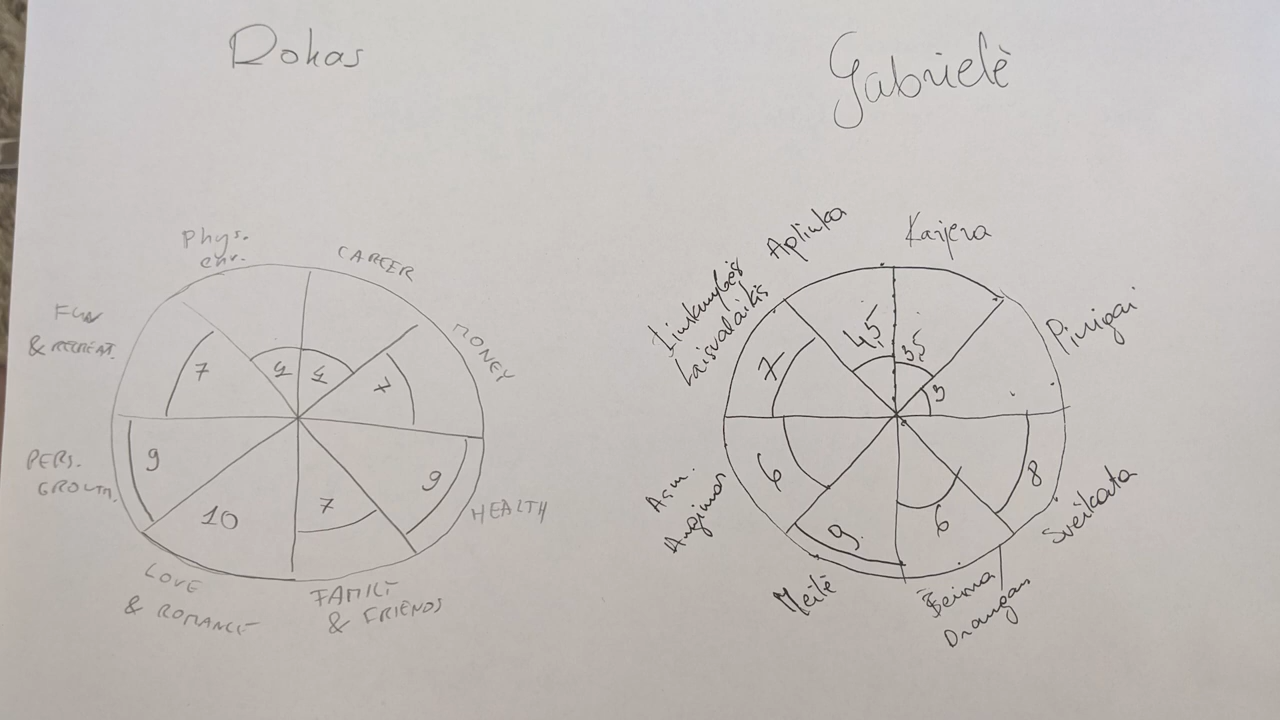 Rokas
Gabrielė
Phys.
env.
CAREER
FUN
& RECREAT.
MONEY
7
7
PERS.
GROWTH.
9
9
HEALTH
10
7
LOVE
& ROMANCE
FAMILY
& FRIENDS
Aplinka
Karjera
Linksmybės
Laisvalaikis
Pinigai
4,5
3,5
7
3
Asm.
Augimas
6
8
Sveikata
9
6
Meilė
Šeima
Draugai